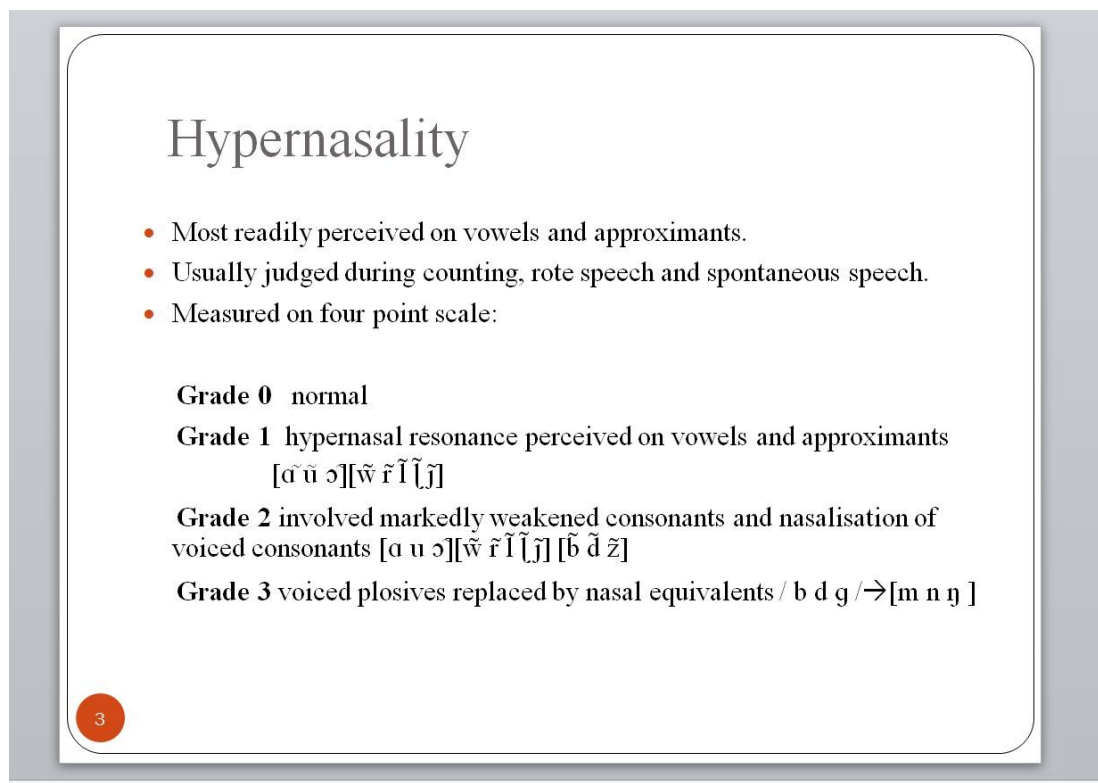 Hypernasality
• Most readily perceived on vowels and approximants.
• Usually judged during counting, rote speech and spontaneous speech.
• Measured on four point scale:
Grade 0 normal
Grade 1 hypernasal resonance perceived on vowels and approximants
[ɑ̃ ũ ɔ̃][w̃ r̃ l̃ ɭ̃ j̃]
Grade 2 involved markedly weakened consonants and nasalisation of
voiced consonants [ɑ u ɔ̃][w̃ r̃ l̃ ɭ̃ j̃] [b̃ d̃ z̃]
Grade 3 voiced plosives replaced by nasal equivalents / b d ɡ /→[m n ŋ ]
3